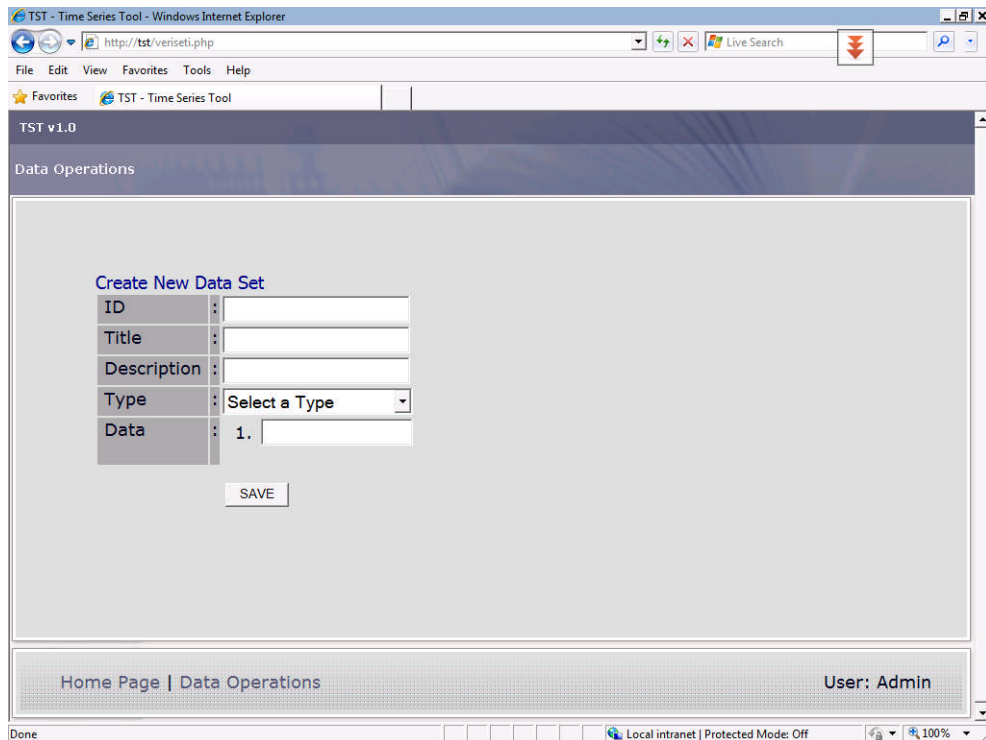 TST - Time Series Tool - Windows Internet Explorer
http://tst/veriseti.php
Live Search
File Edit View Favorites Tools Help
Favorites TST - Time Series Tool
TST v1.0
Data Operations
Create New Data Set
ID :
Title :
Description :
Type : Select a Type
Data : 1.
SAVE
Home Page | Data Operations User: Admin
Done Local intranet | Protected Mode: Off 100%